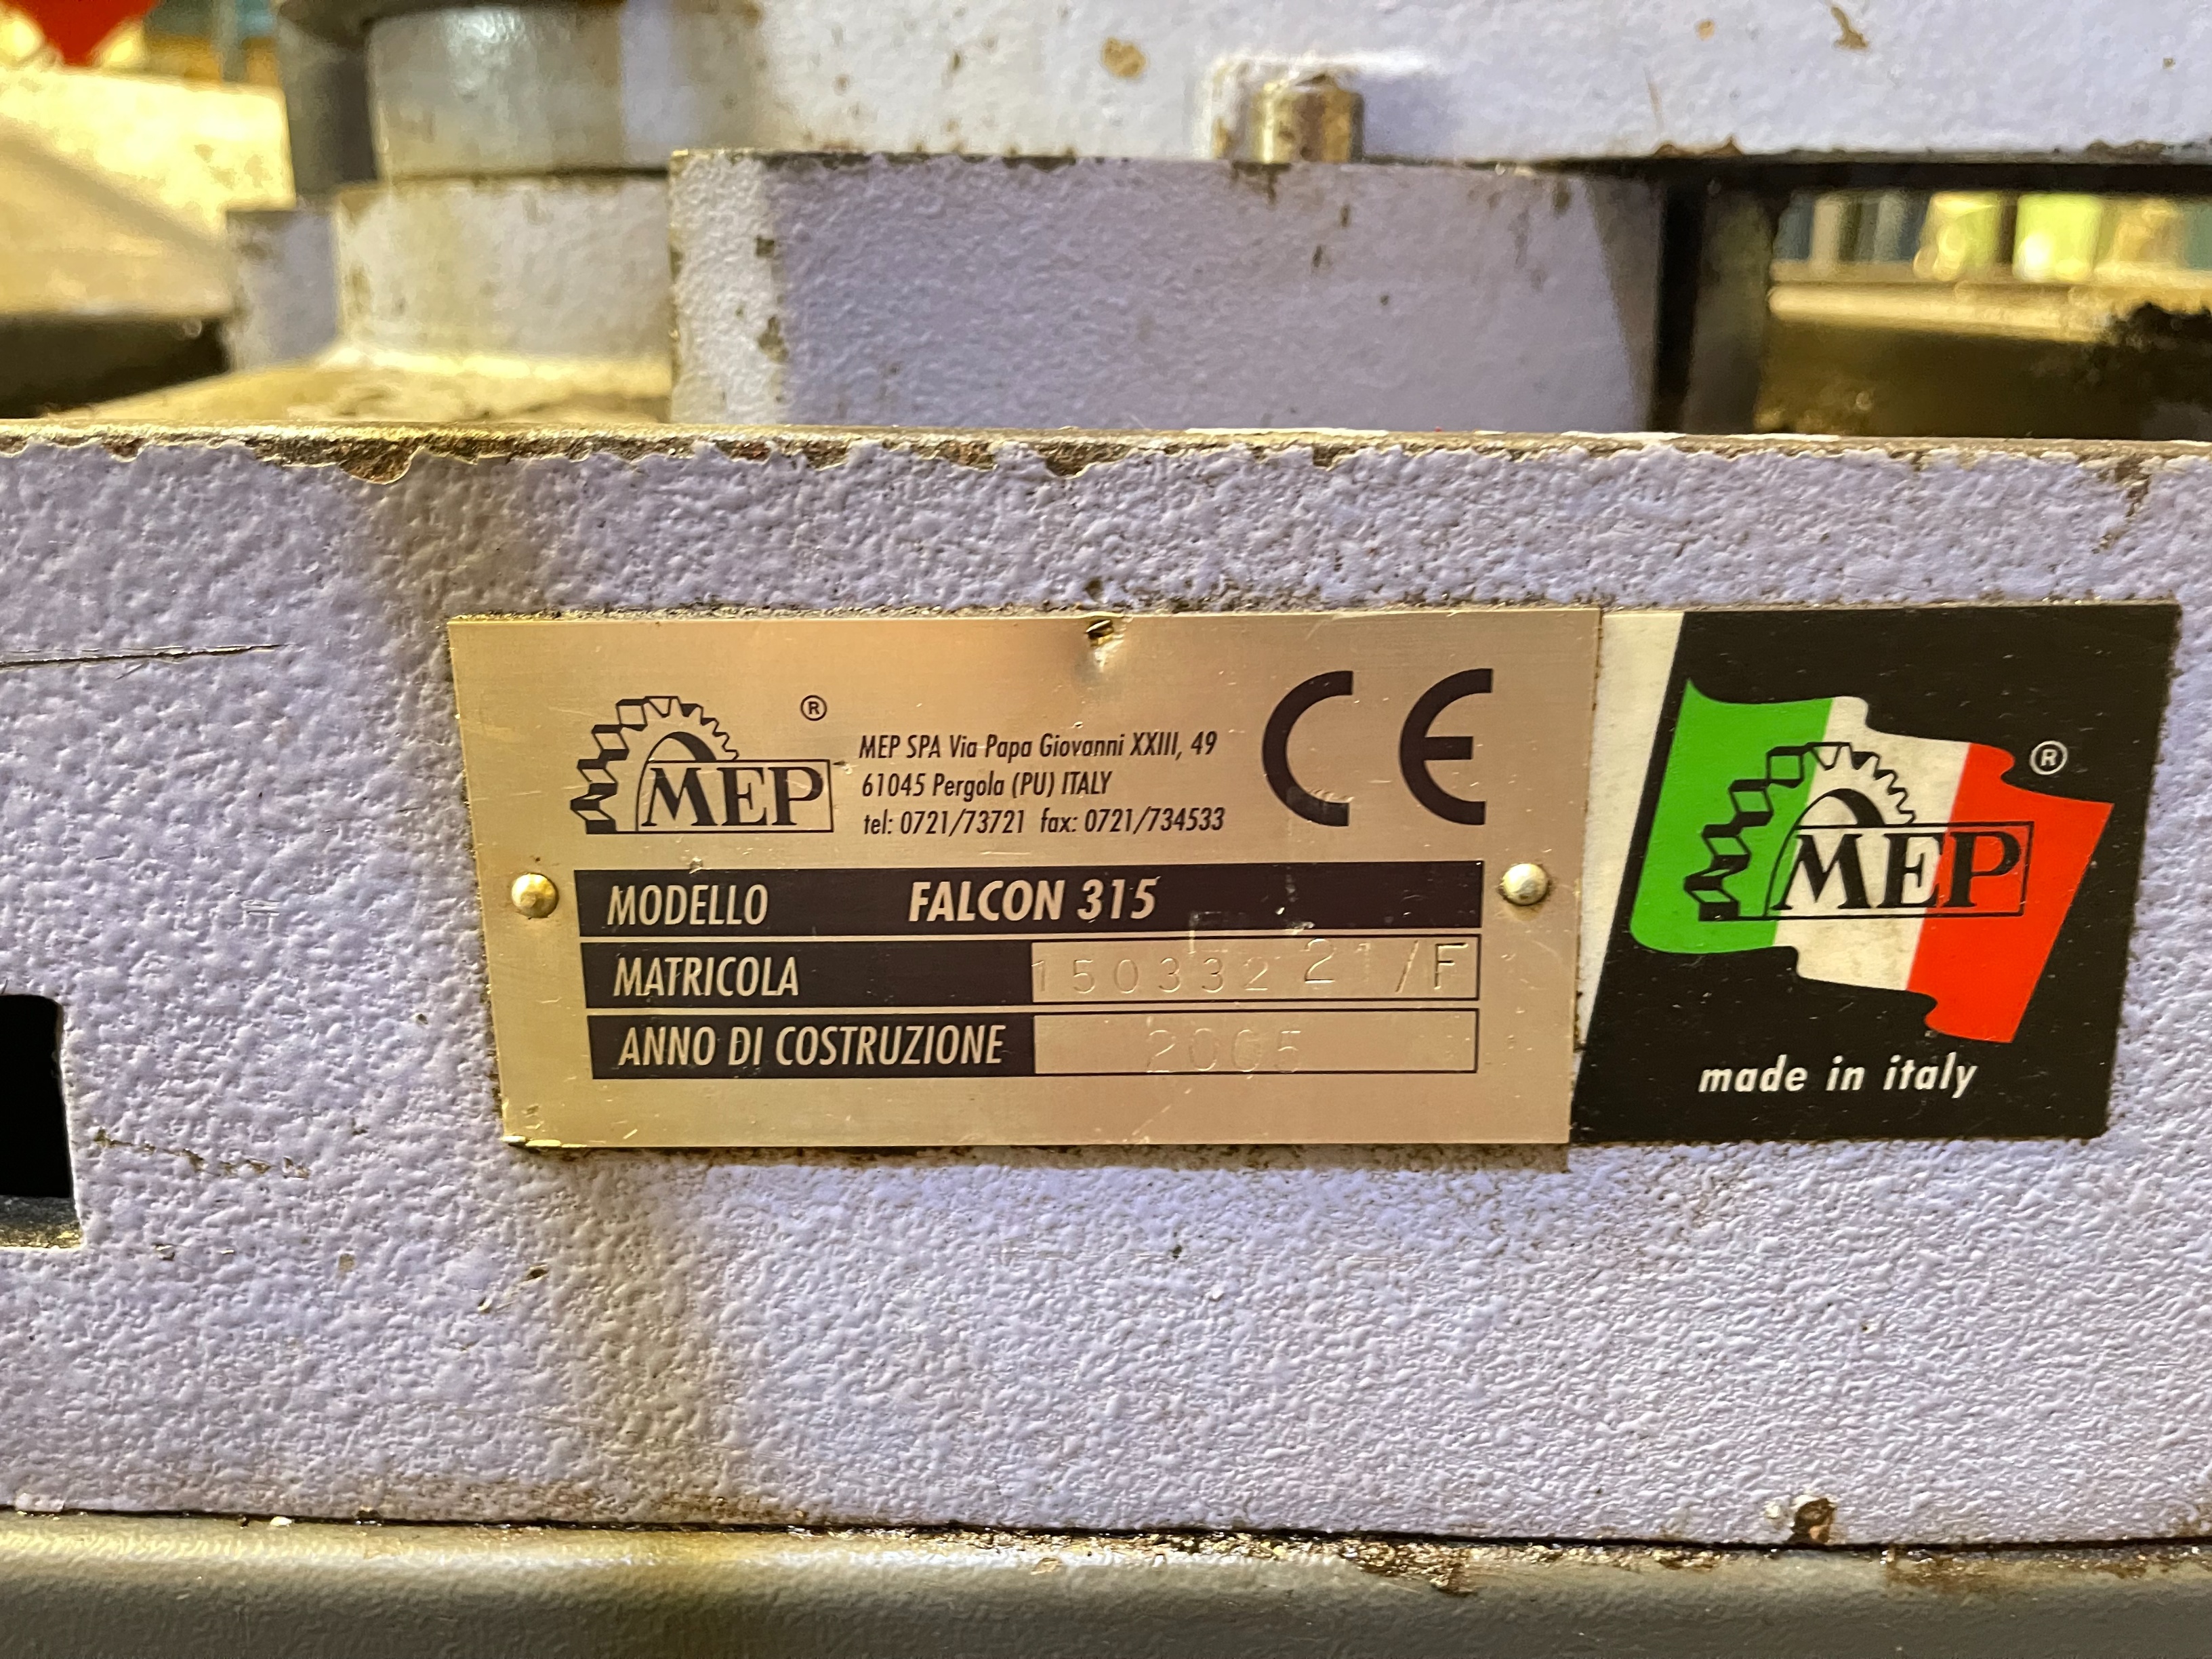 MEP ®
MEP SPA Via Papa Giovanni XXIII, 49
61045 Pergola (PU) ITALY
tel: 0721/73721 fax: 0721/734533
CE
MODELLO FALCON 315
MATRICOLA 15033221/F
ANNO DI COSTRUZIONE 2005
MEP ®
made in italy